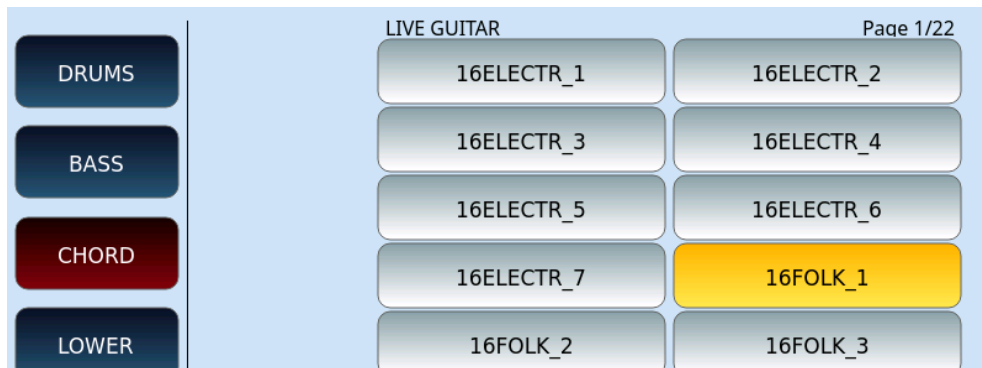 LIVE GUITAR Page 1/22
DRUMS 16ELECTR_1 16ELECTR_2
BASS 16ELECTR_3 16ELECTR_4
16ELECTR_5 16ELECTR_6
CHORD 16ELECTR_7 16FOLK_1
LOWER 16FOLK_2 16FOLK_3